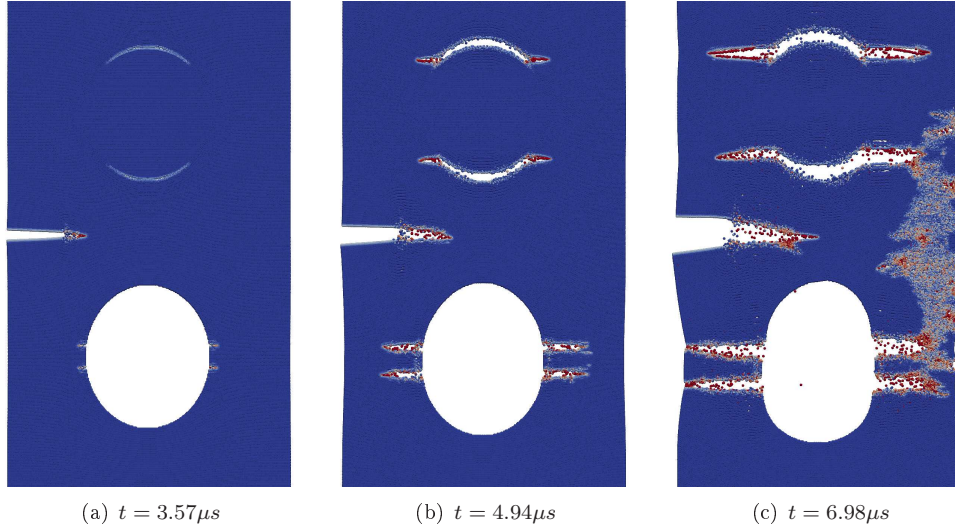 (a) t = 3.57μs
(b) t = 4.94μs
(c) t = 6.98μs